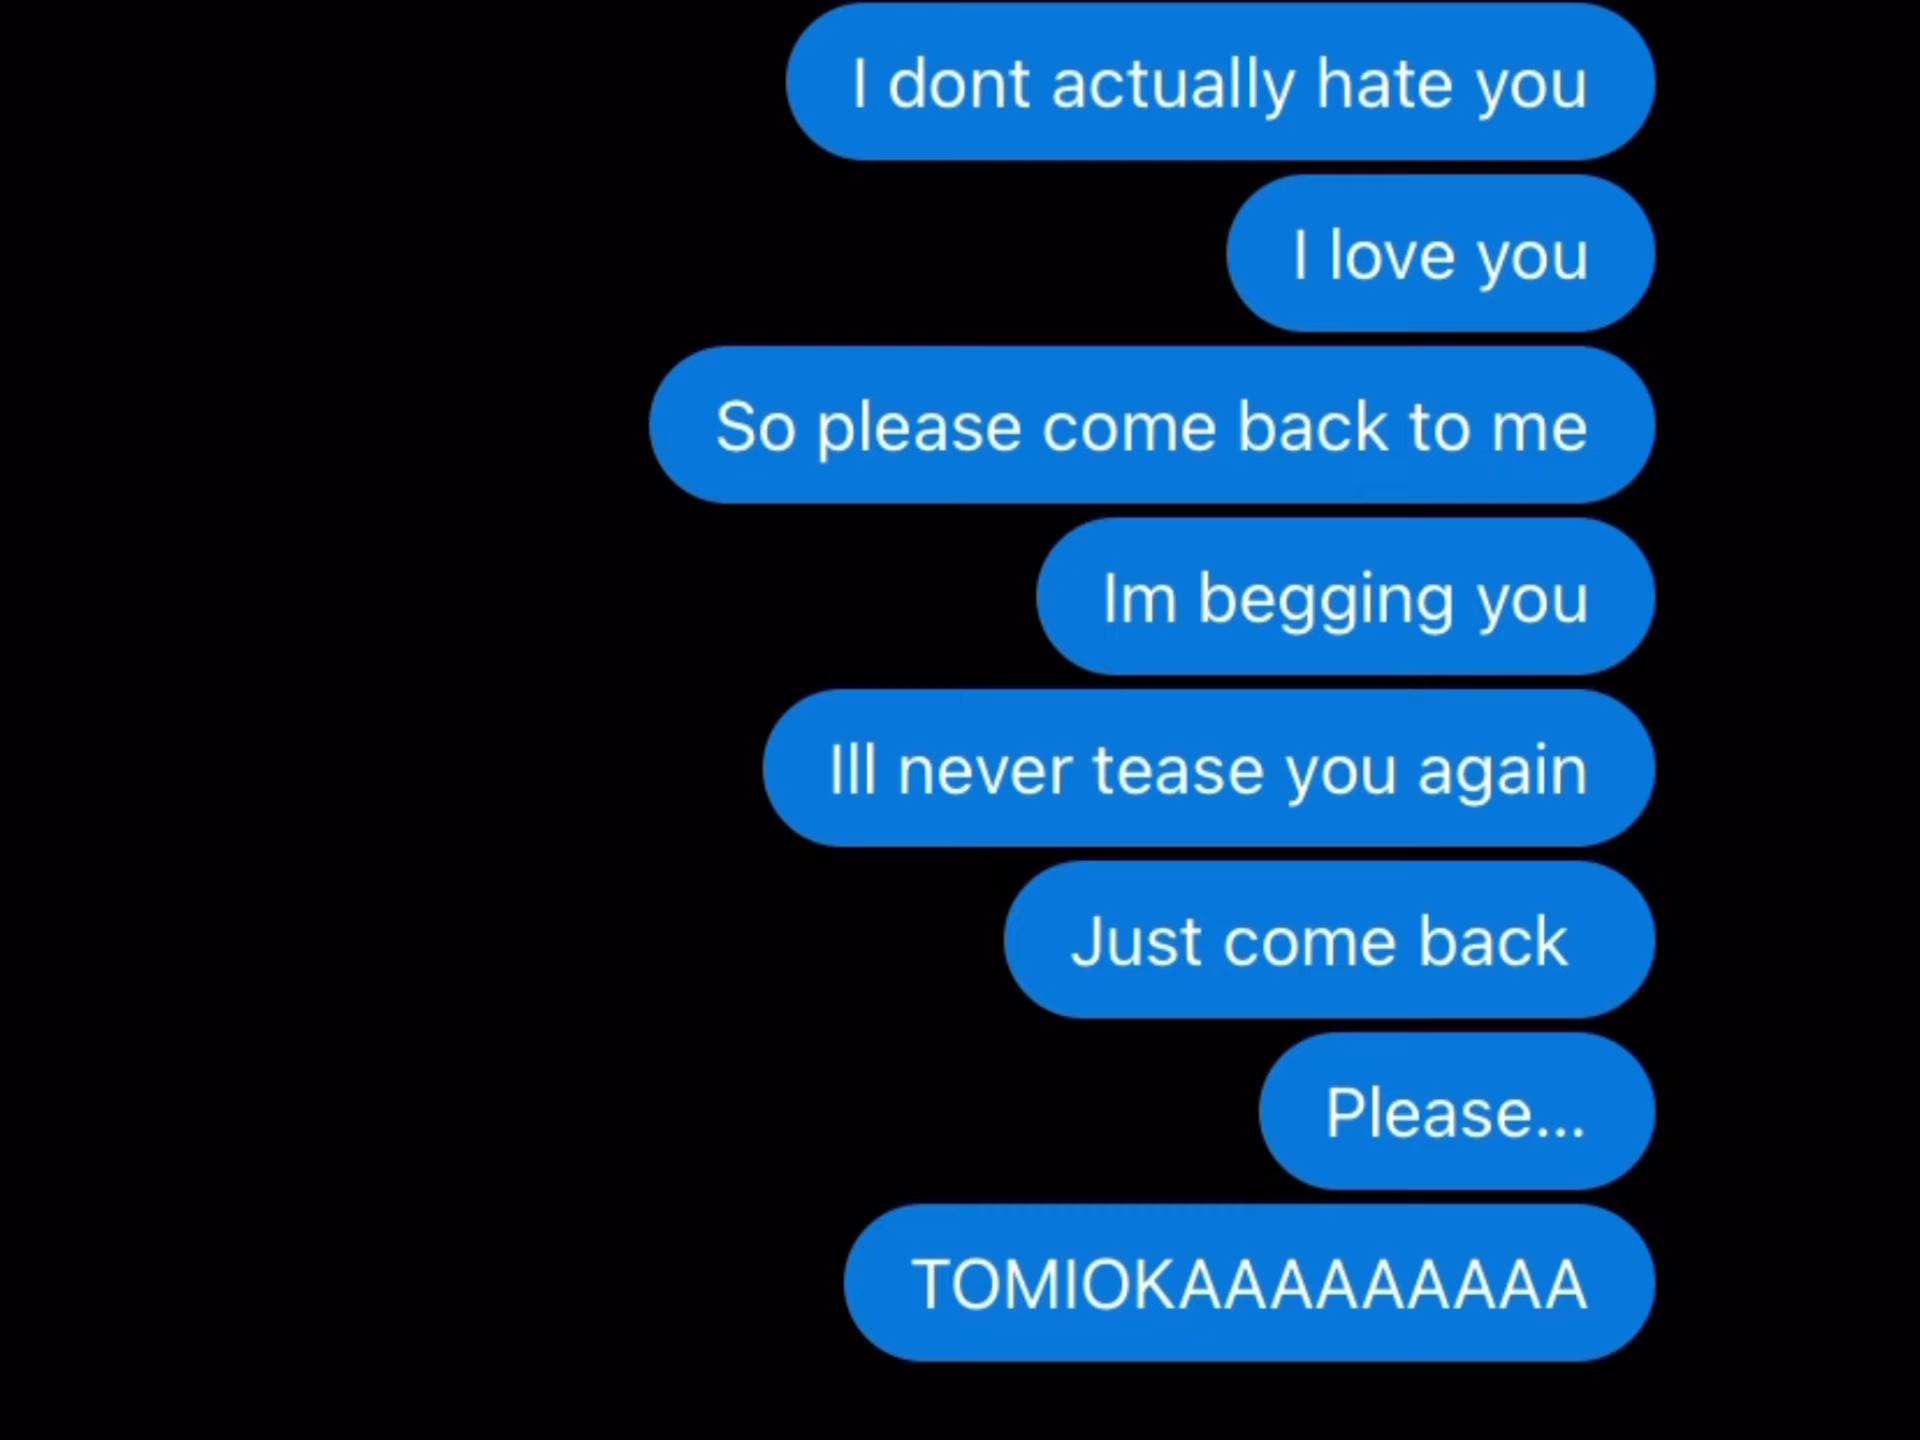 I dont actually hate you
I love you
So please come back to me
Im begging you
Ill never tease you again
Just come back
Please...
TOMIOKAAAAAAAAA